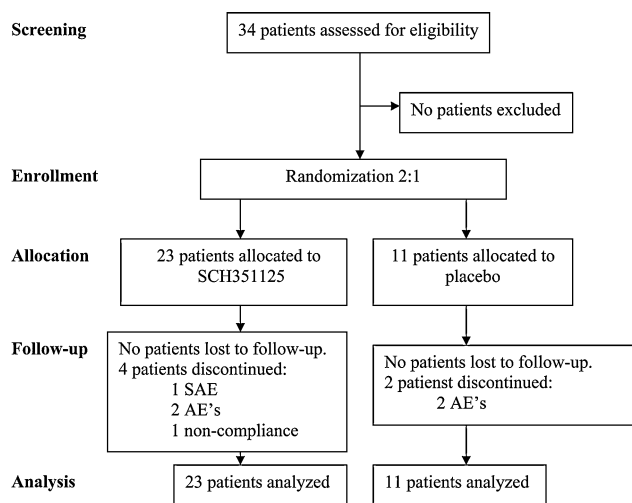 Screening
34 patients assessed for eligibility
No patients excluded
Enrollment
Randomization 2:1
Allocation
23 patients allocated to
SCH351125
11 patients allocated to
placebo
Follow-up
No patients lost to follow-up.
4 patients discontinued:
1 SAE
2 AE's
1 non-compliance
No patients lost to follow-up.
2 patienst discontinued:
2 AE's
Analysis
23 patients analyzed
11 patients analyzed